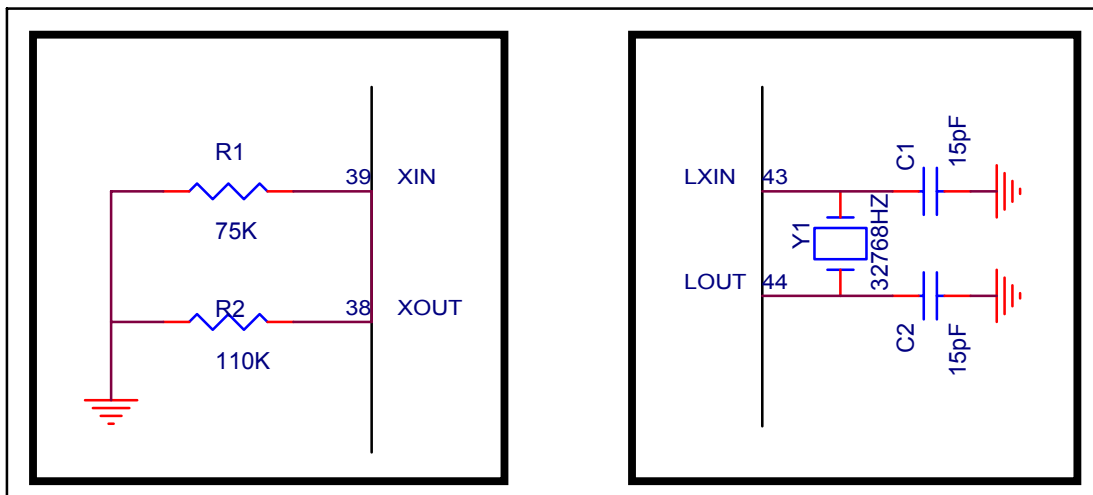 R1
39 XIN
75K
R2
38 XOUT
110K
LXIN 43
C1
15pF
Y1
32768HZ
LOUT 44
C2
15pF